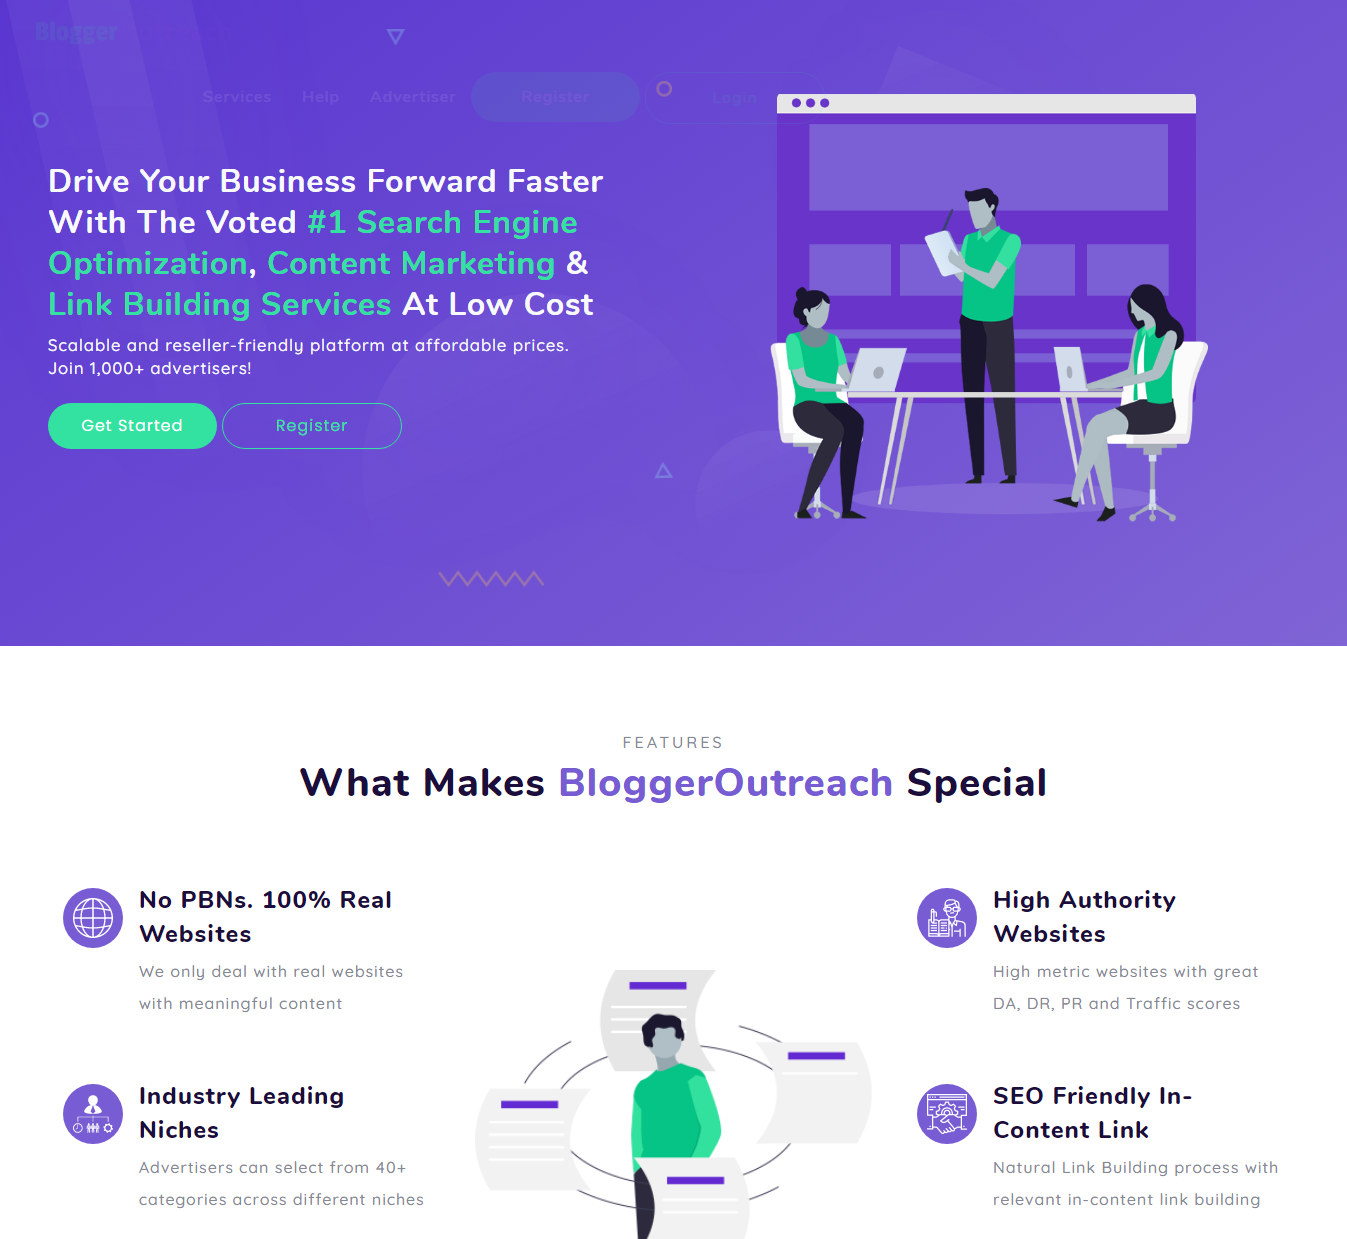 Blogger
Services Help Advertiser Register Login
Drive Your Business Forward Faster
With The Voted #1 Search Engine
Optimization, Content Marketing &
Link Building Services At Low Cost
Scalable and reseller-friendly platform at affordable prices.
Join 1,000+ advertisers!
Get Started Register
FEATURES
What Makes BloggerOutreach Special
No PBNs. 100% Real
Websites
We only deal with real websites
with meaningful content
High Authority
Websites
High metric websites with great
DA, DR, PR and Traffic scores
Industry Leading
Niches
Advertisers can select from 40+
categories across different niches
SEO Friendly In-
Content Link
Natural Link Building process with
relevant in-content link building